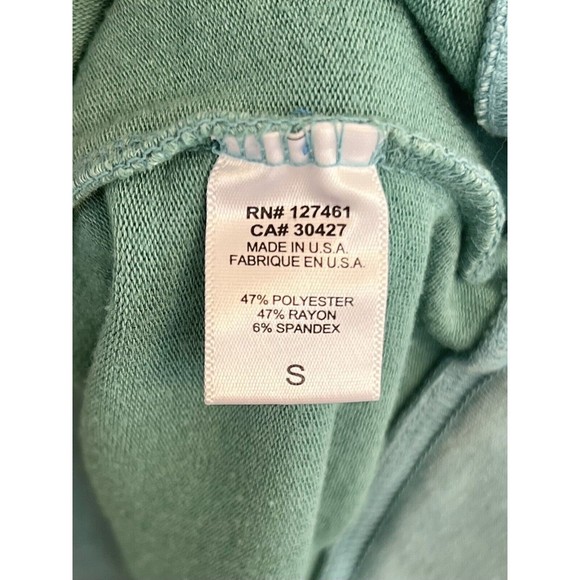 RN# 127461
CA# 30427
MADE IN U.S.A.
FABRIQUE EN U.S.A.
47% POLYESTER
47% RAYON
6% SPANDEX
S